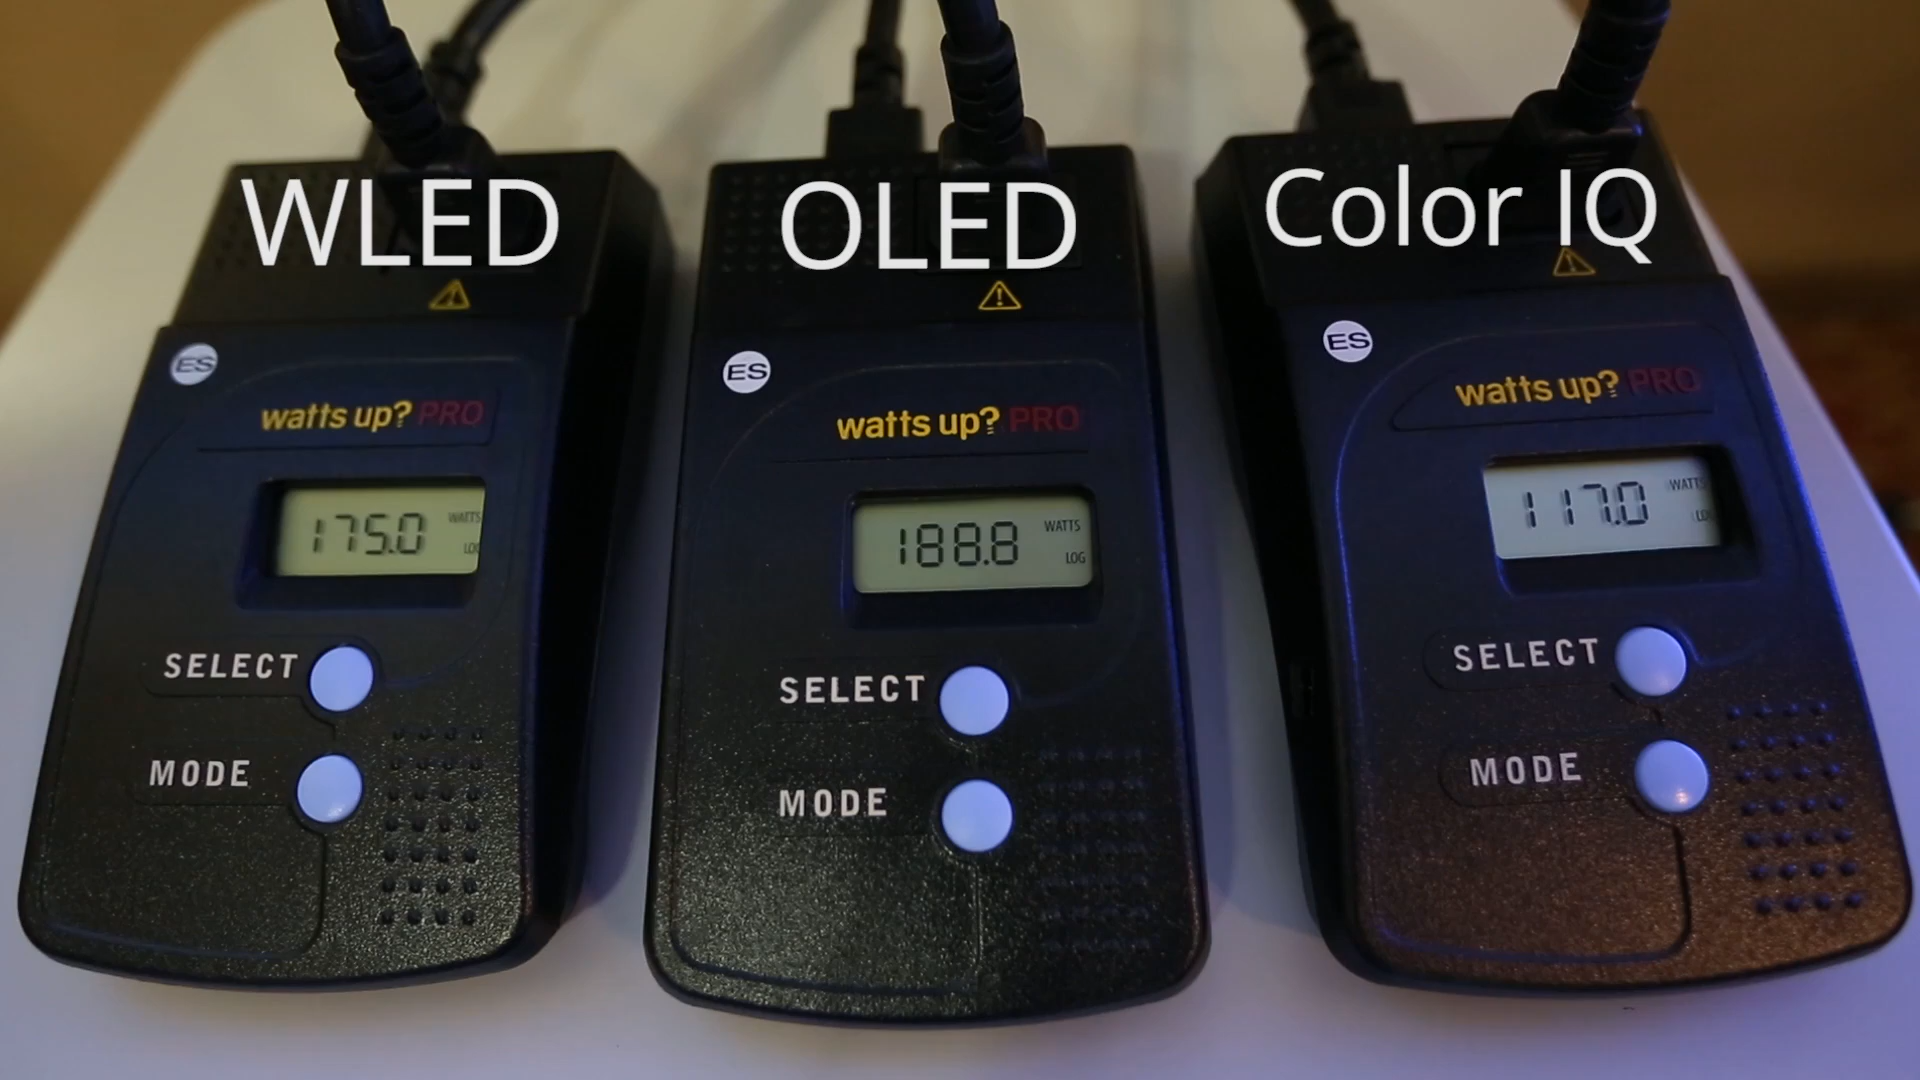 WLED
OLED
Color IQ
ES
watts up? PRO
175.0 WATTS
LOG
SELECT
MODE
ES
watts up? PRO
188.8 WATTS
LOG
SELECT
MODE
ES
watts up? PRO
117.0 WATTS
LOG
SELECT
MODE